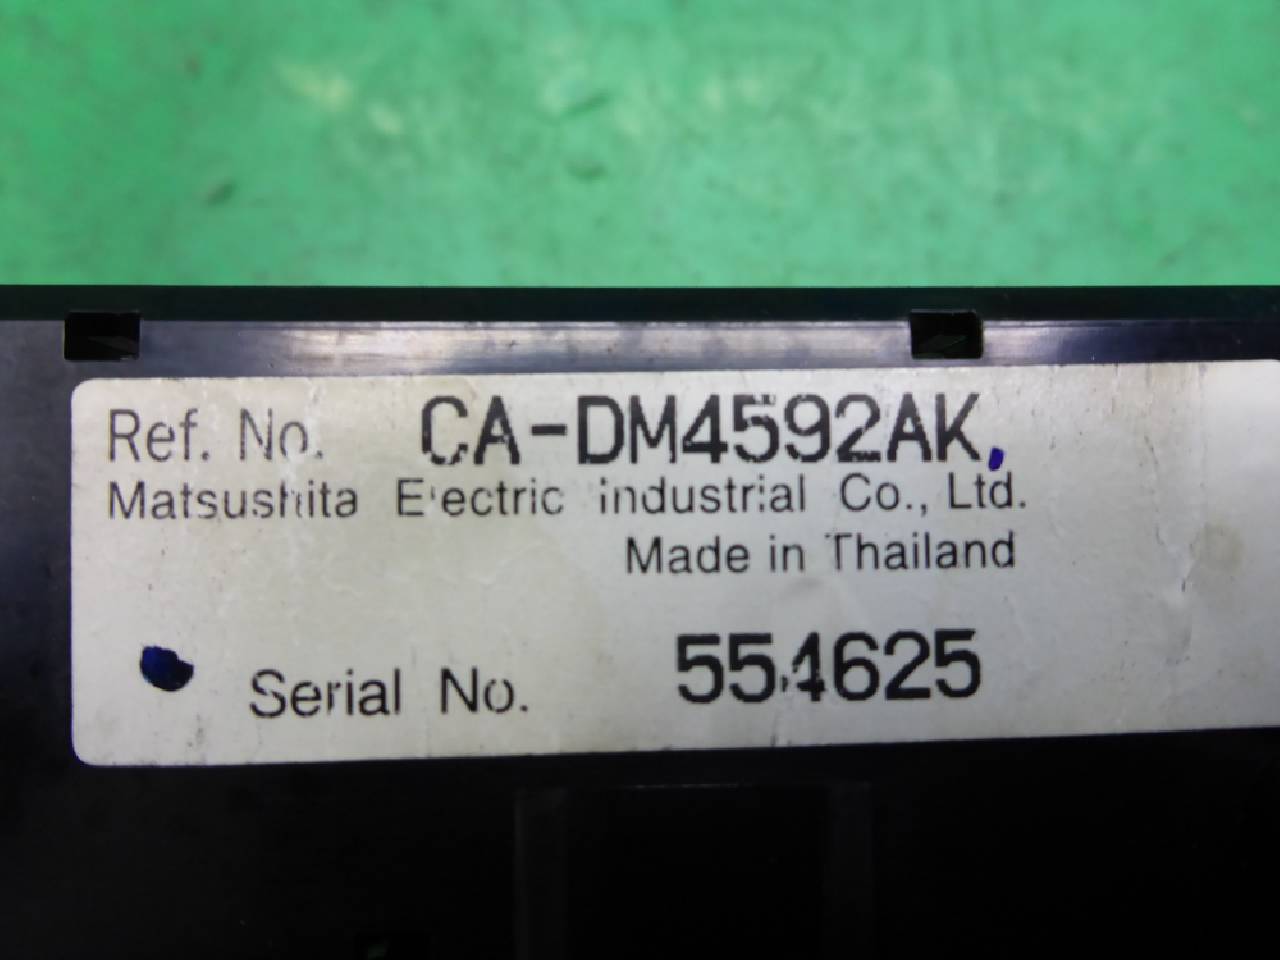 Ref. No. CA-DM4592AK
Matsushita Electric industrial Co., Ltd.
Made in Thailand
Serial No. 554625